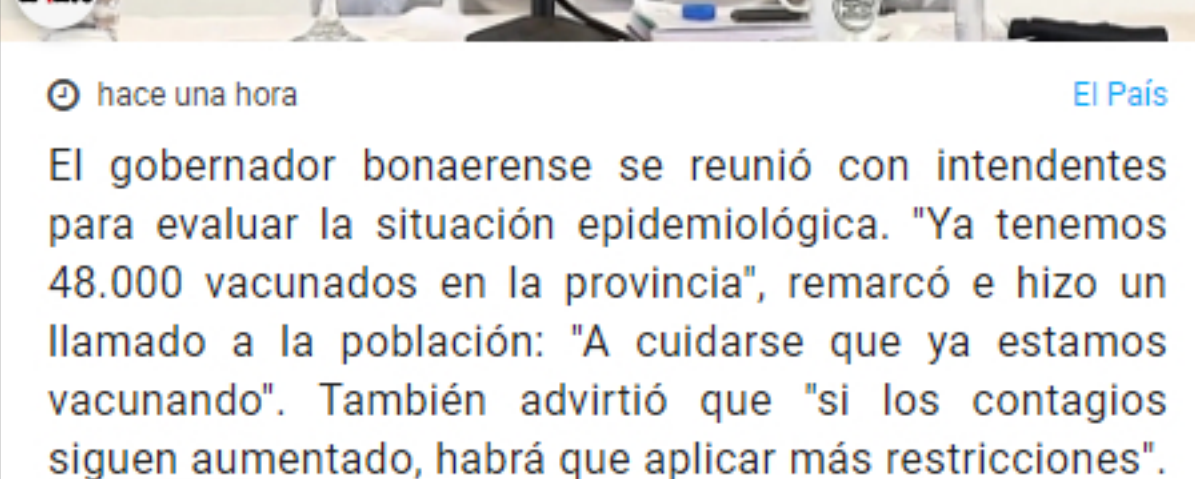 hace una hora
El País
El gobernador bonaerense se reunió con intendentes
para evaluar la situación epidemiológica. "Ya tenemos
48.000 vacunados en la provincia", remarcó e hizo un
llamado a la población: "A cuidarse que ya estamos
vacunando". También advirtió que "si los contagios
siguen aumentado, habrá que aplicar más restricciones".